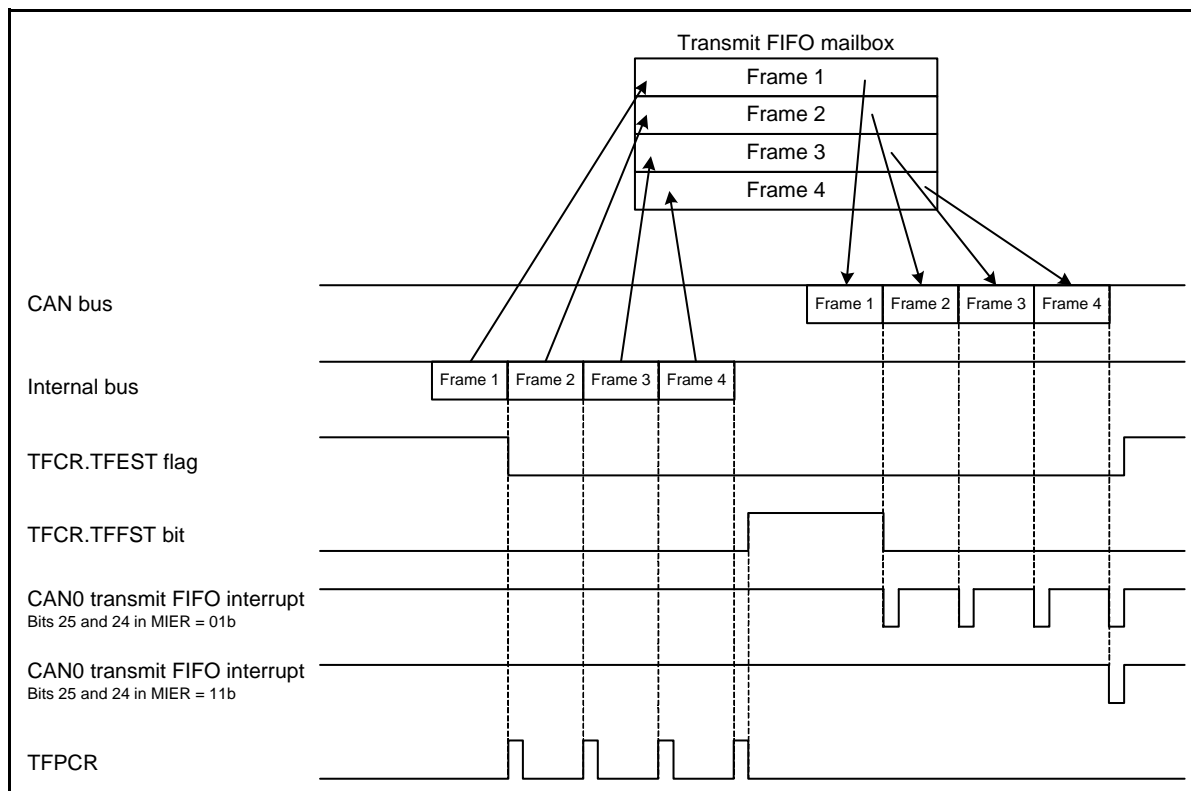 Transmit FIFO mailbox
Frame 1
Frame 2
Frame 3
Frame 4
CAN bus
Frame 1 Frame 2 Frame 3 Frame 4
Internal bus
Frame 1 Frame 2 Frame 3 Frame 4
TFCR.TFEST flag
TFCR.TFFST bit
CAN0 transmit FIFO interrupt
Bits 25 and 24 in MIER = 01b
CAN0 transmit FIFO interrupt
Bits 25 and 24 in MIER = 11b
TFPCR